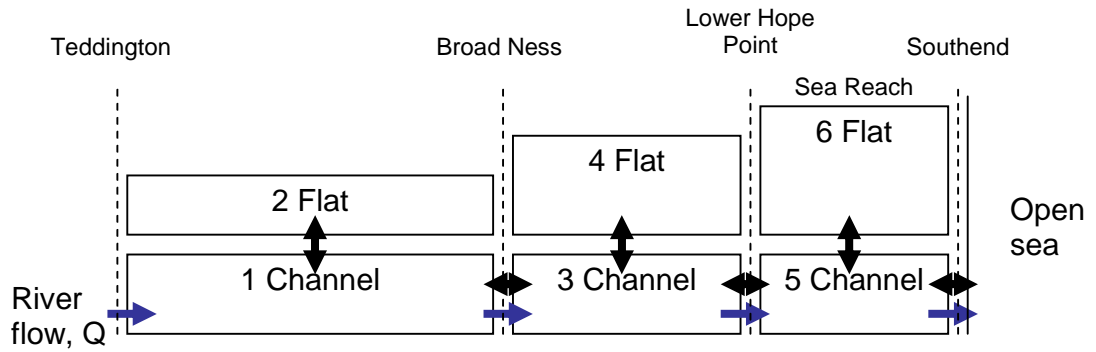 Teddington
Broad Ness
Lower Hope
Point
Southend
Sea Reach
2 Flat
4 Flat
6 Flat
1 Channel
3 Channel
5 Channel
Open
sea
River
flow, Q